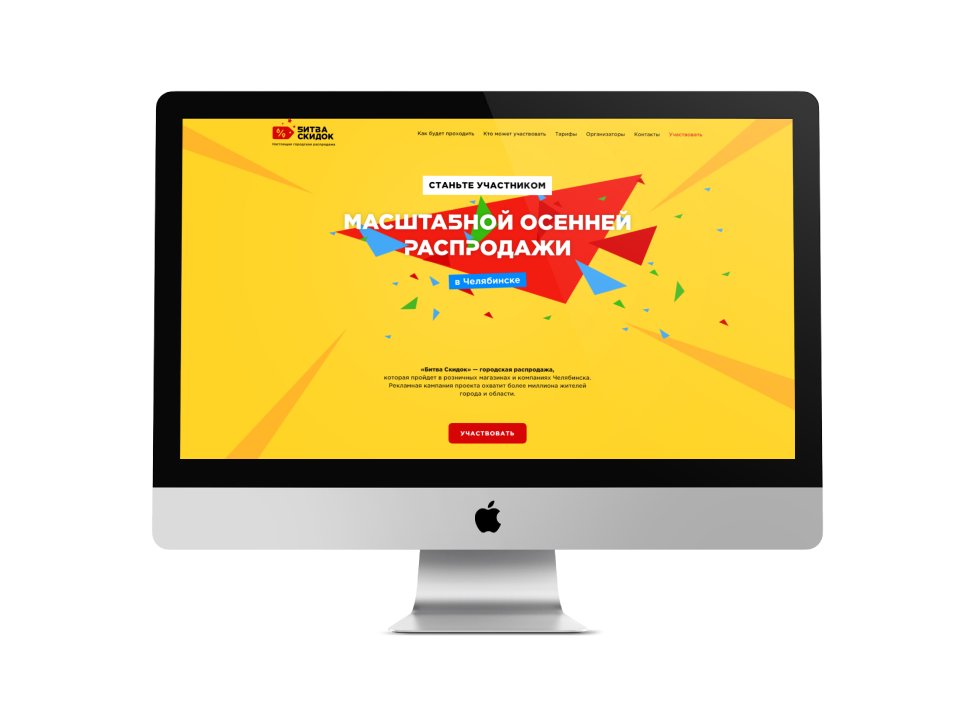 БИТВА
СКИДОК
Настоящая городская распродажа
Как будет проходить Кто может участвовать Тарифы Организаторы Контакты Участвовать
СТАНЬТЕ УЧАСТНИКОМ
МАСШТАБНОЙ ОСЕННЕЙ
РАСПРОДАЖИ
в Челябинске
«Битва Скидок» — городская распродажа,
которая пройдет в розничных магазинах и компаниях Челябинска.
Рекламная кампания проекта охватит более миллиона жителей
города и области.
УЧАСТВОВАТЬ